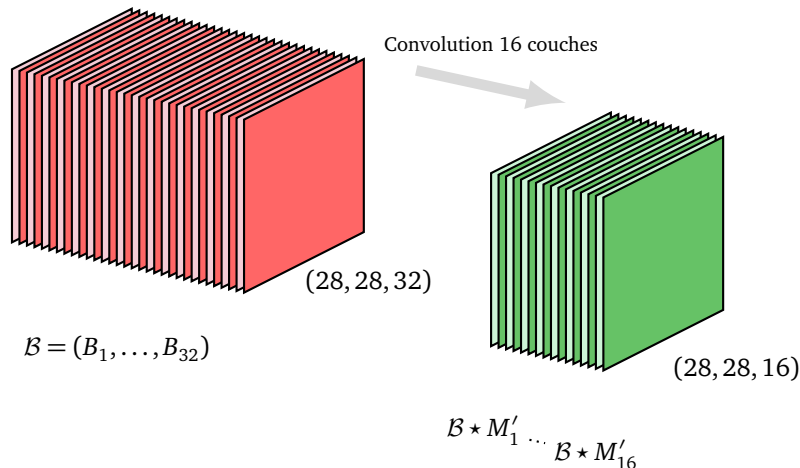 Convolution 16 couches
(28, 28, 32)
ℬ = (B₁, . . . , B₃₂)
(28, 28, 16)
ℬ ⋆ M′₁ ... ℬ ⋆ M′₁₆